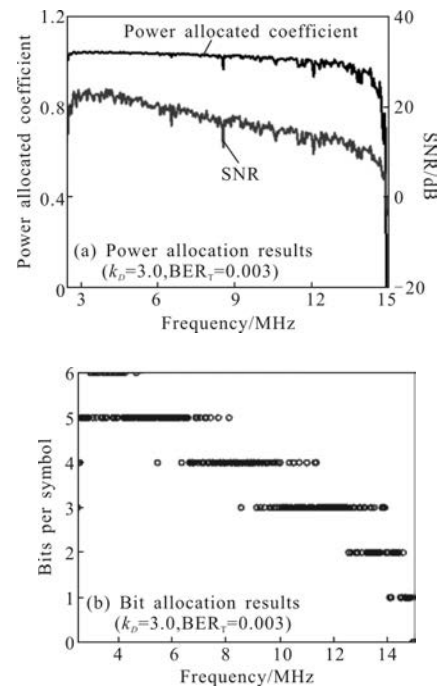 1.2
0.8
0.4
0
Power allocated coefficient
40
20
0
−20
SNR/dB
Power allocated coefficient
SNR
(a) Power allocation results
(k_D=3.0,BER_T=0.003)
3 6 9 12 15
Frequency/MHz
6
5
4
3
2
1
0
Bits per symbol
(b) Bit allocation results
(k_D=3.0,BER_T=0.003)
4 6 8 10 12 14
Frequency/MHz